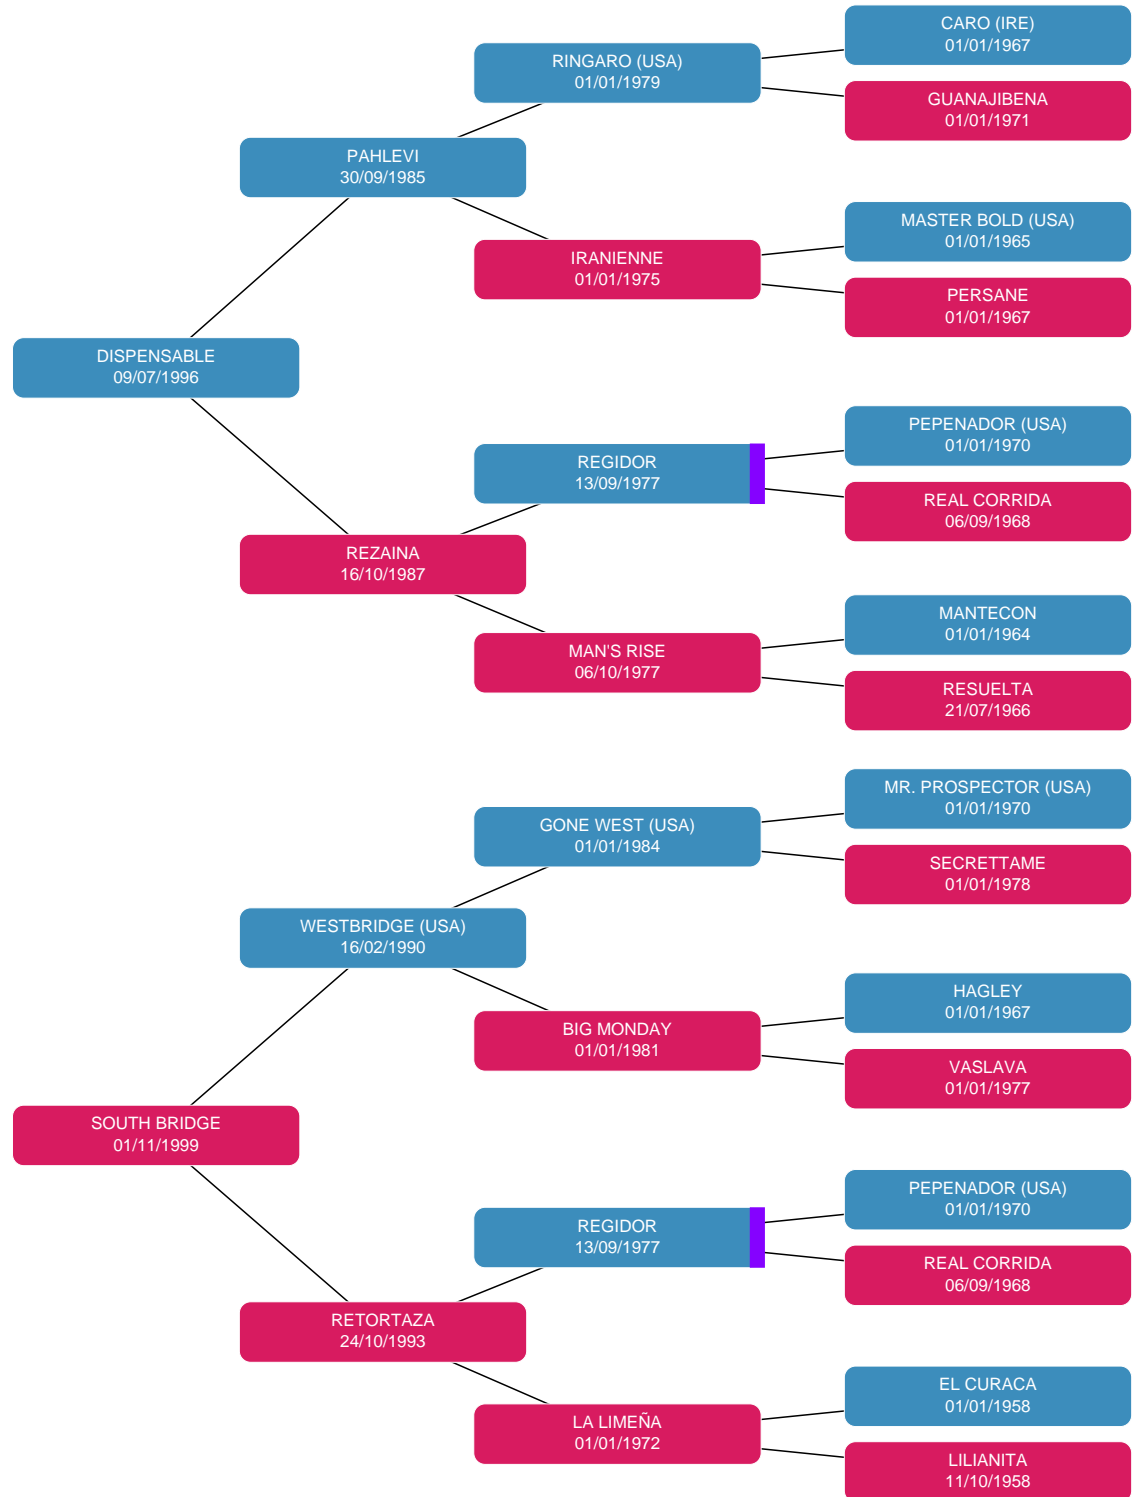 CARO (IRE)
01/01/1967
RINGARO (USA)
01/01/1979
GUANAJIBENA
01/01/1971
PAHLEVI
30/09/1985
MASTER BOLD (USA)
01/01/1965
IRANIENNE
01/01/1975
PERSANE
01/01/1967
DISPENSABLE
09/07/1996
PEPENADOR (USA)
01/01/1970
REGIDOR
13/09/1977
REAL CORRIDA
06/09/1968
REZAINA
16/10/1987
MANTECON
01/01/1964
MAN'S RISE
06/10/1977
RESUELTA
21/07/1966
MR. PROSPECTOR (USA)
01/01/1970
GONE WEST (USA)
01/01/1984
SECRETTAME
01/01/1978
WESTBRIDGE (USA)
16/02/1990
HAGLEY
01/01/1967
BIG MONDAY
01/01/1981
VASLAVA
01/01/1977
SOUTH BRIDGE
01/11/1999
PEPENADOR (USA)
01/01/1970
REGIDOR
13/09/1977
REAL CORRIDA
06/09/1968
RETORTAZA
24/10/1993
EL CURACA
01/01/1958
LA LIMEÑA
01/01/1972
LILIANITA
11/10/1958